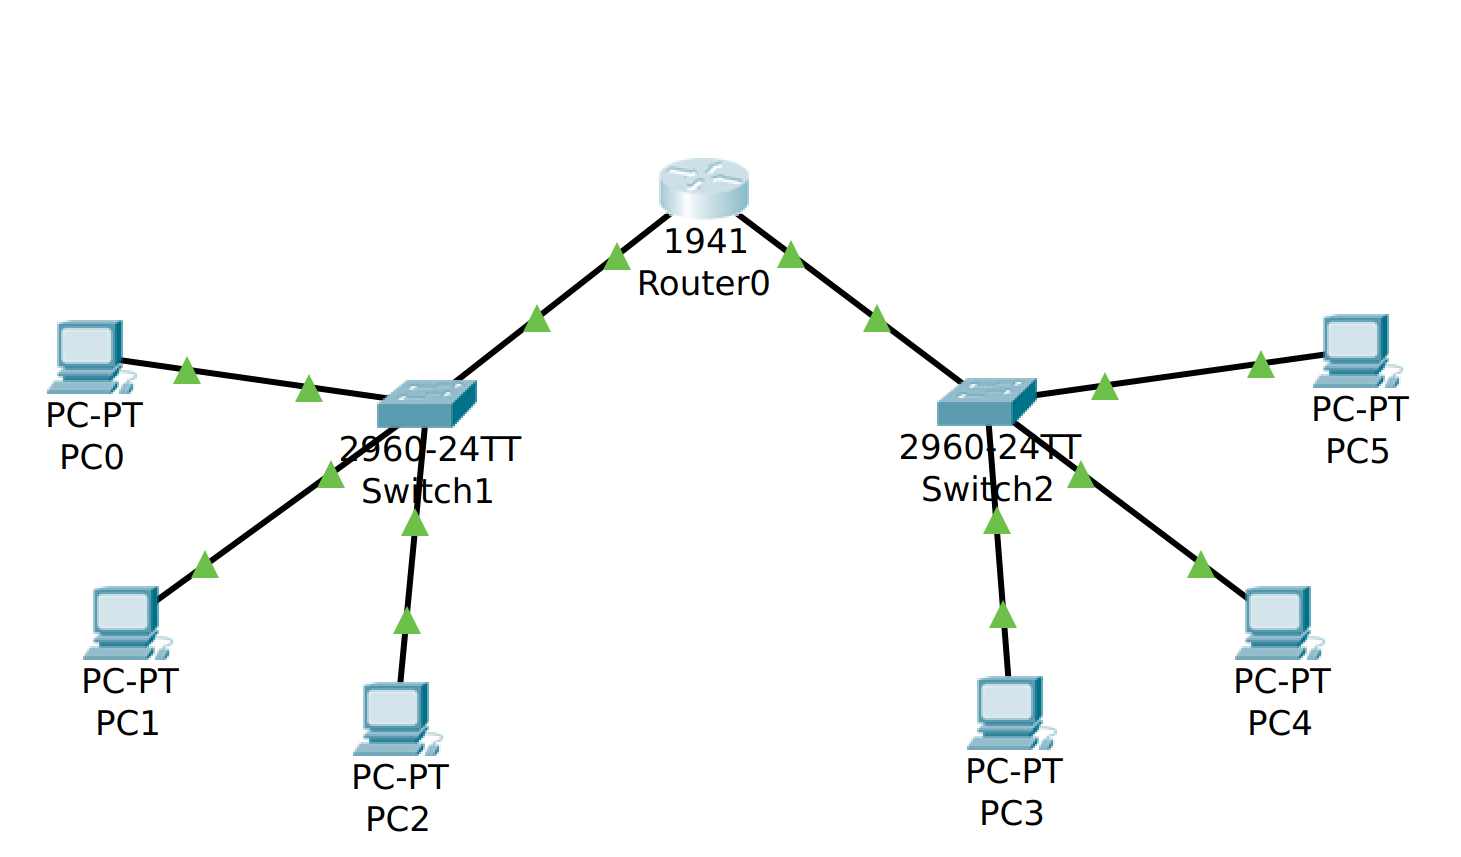 1941
Router0
PC-PT
PC0
2960-24TT
Switch1
2960-24TT
Switch2
PC-PT
PC5
PC-PT
PC1
PC-PT
PC2
PC-PT
PC3
PC-PT
PC4